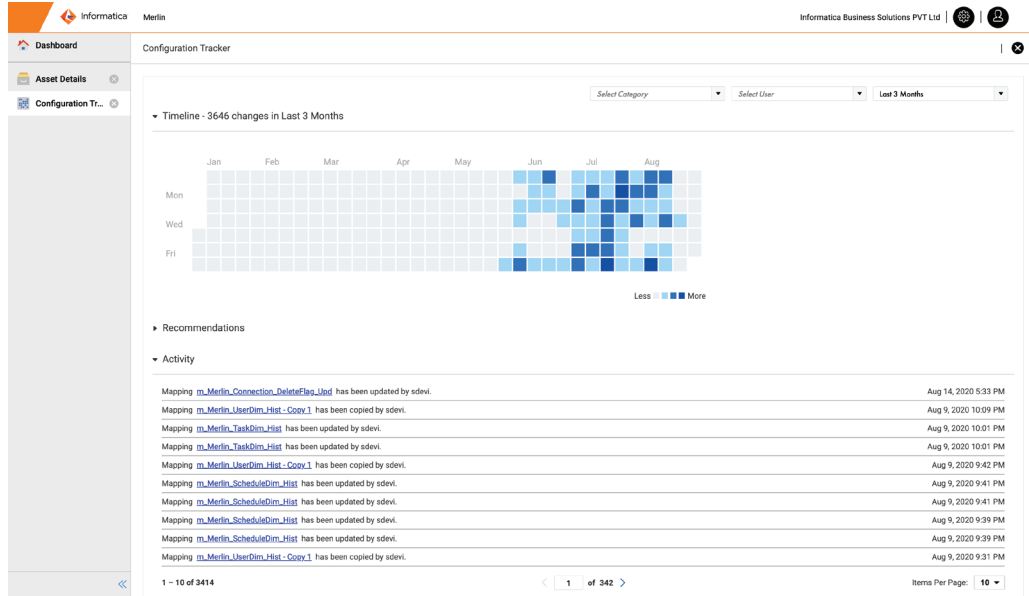 Informatica Merlin Informatica Business Solutions PVT Ltd
Dashboard
Configuration Tracker
Asset Details
Configuration Tr...
Select Category Select User Last 3 Months
Timeline - 3646 changes in Last 3 Months
Jan Feb Mar Apr May Jun Jul Aug
Mon
Wed
Fri
Less More
Recommendations
Activity
Mapping m_Merlin_Connection_DeleteFlag_Upd has been updated by sdevi. Aug 14, 2020 5:33 PM
Mapping m_Merlin_UserDim_Hist - Copy 1 has been copied by sdevi. Aug 9, 2020 10:09 PM
Mapping m_Merlin_TaskDim_Hist has been updated by sdevi. Aug 9, 2020 10:01 PM
Mapping m_Merlin_TaskDim_Hist has been updated by sdevi. Aug 9, 2020 10:01 PM
Mapping m_Merlin_UserDim_Hist - Copy 1 has been copied by sdevi. Aug 9, 2020 9:42 PM
Mapping m_Merlin_ScheduleDim_Hist has been updated by sdevi. Aug 9, 2020 9:41 PM
Mapping m_Merlin_ScheduleDim_Hist has been updated by sdevi. Aug 9, 2020 9:41 PM
Mapping m_Merlin_ScheduleDim_Hist has been updated by sdevi. Aug 9, 2020 9:39 PM
Mapping m_Merlin_ScheduleDim_Hist has been updated by sdevi. Aug 9, 2020 9:39 PM
Mapping m_Merlin_UserDim_Hist - Copy 1 has been copied by sdevi. Aug 9, 2020 9:31 PM
1 – 10 of 3414 1 of 342 Items Per Page: 10